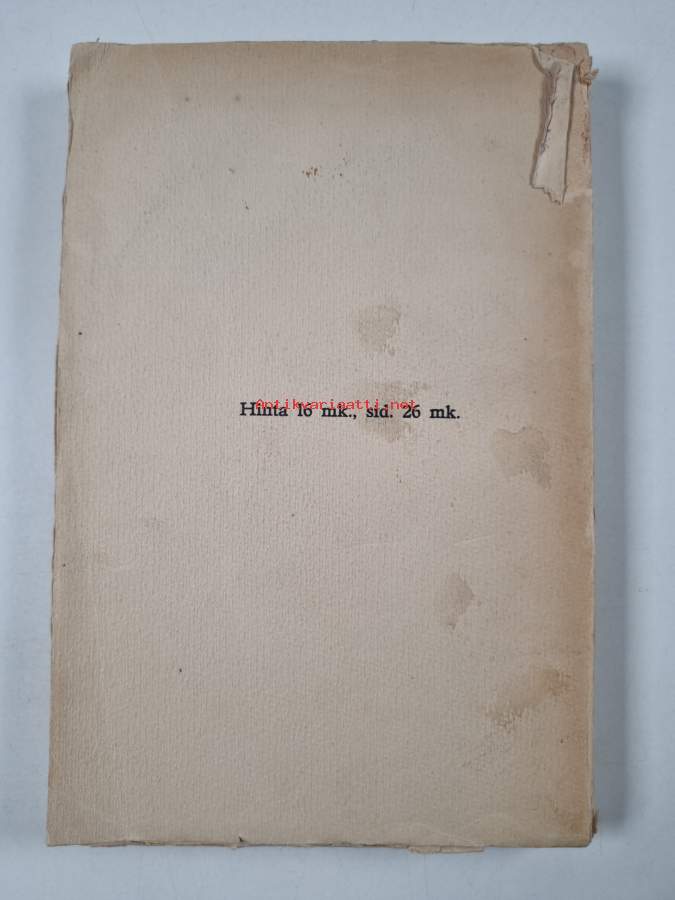 Hinta 16 mk., sid. 26 mk.
Antikvariaatti.net